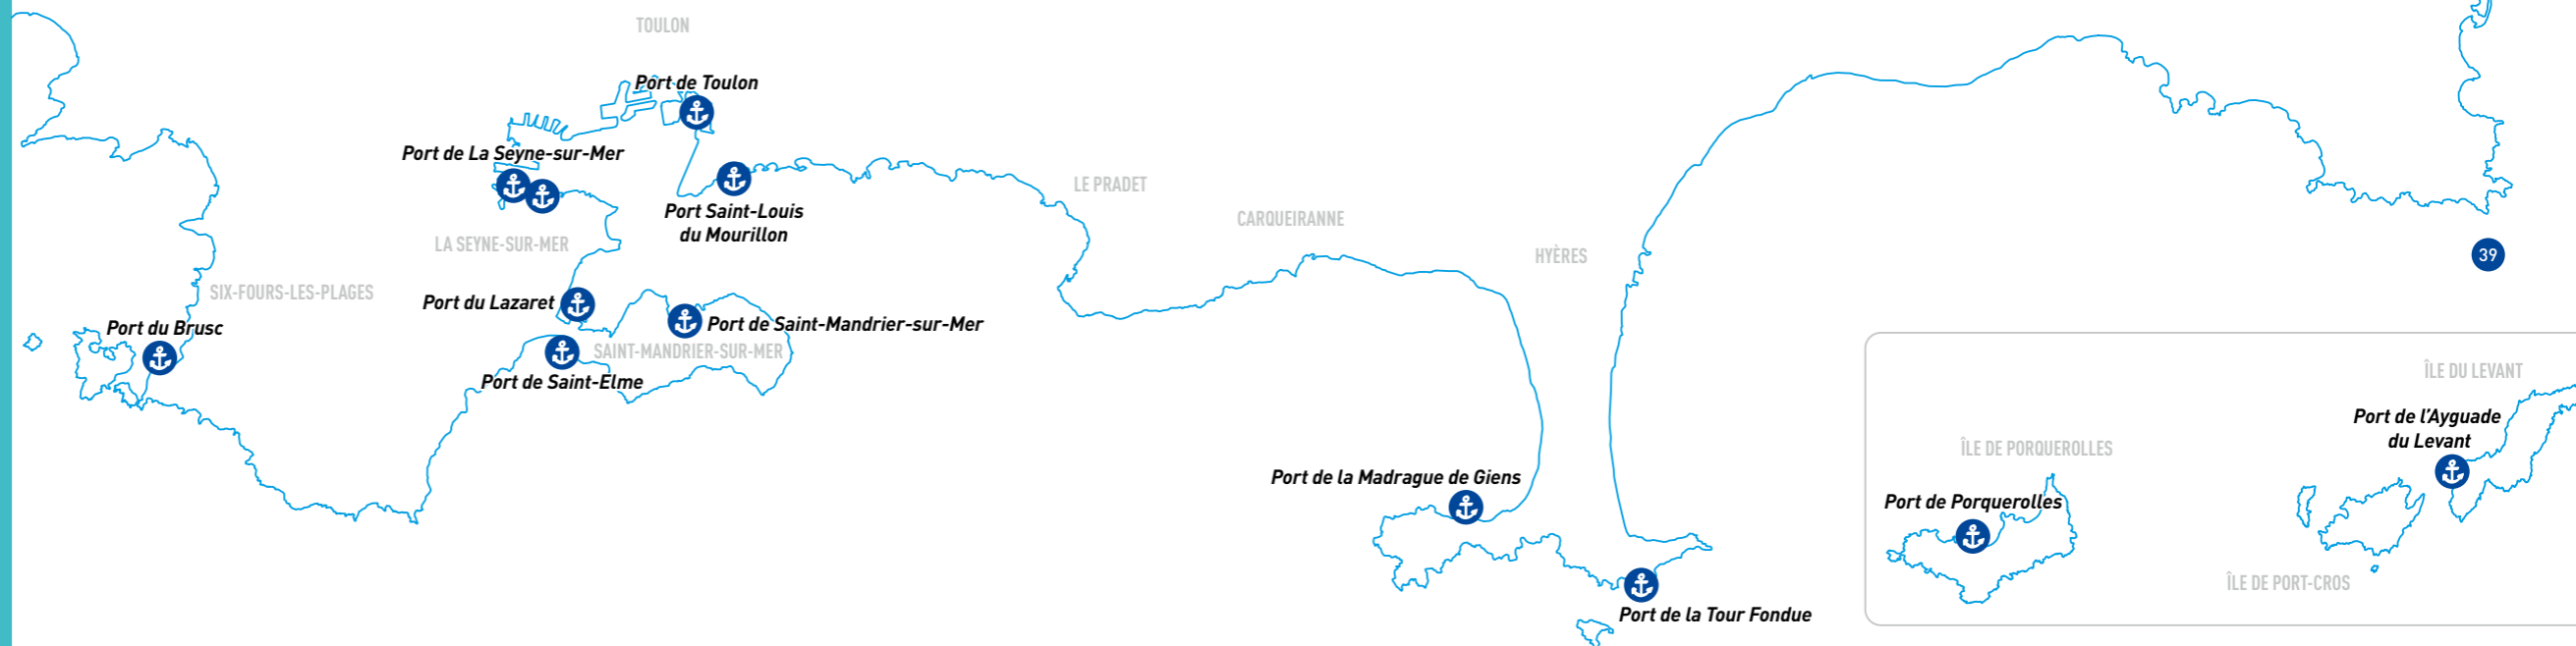 TOULON
Port de Toulon
Port de La Seyne-sur-Mer
LE PRADET
Port Saint-Louis
du Mourillon
CARQUEIRANNE
LA SEYNE-SUR-MER
HYÈRES
39
SIX-FOURS-LES-PLAGES
Port du Lazaret
Port du Brusc
Port de Saint-Mandrier-sur-Mer
SAINT-MANDRIER-SUR-MER
Port de Saint-Elme
ÎLE DU LEVANT
Port de l'Ayguade
du Levant
ÎLE DE PORQUEROLLES
Port de la Madrague de Giens
Port de Porquerolles
ÎLE DE PORT-CROS
Port de la Tour Fondue